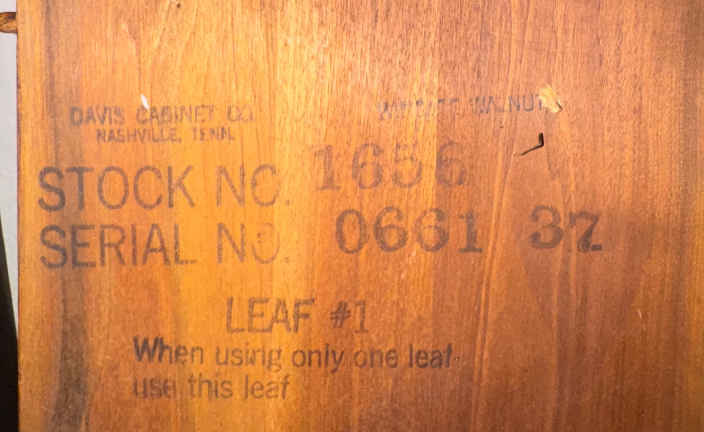 DAVIS CABINET CO.
NASHVILLE, TENN.
WALNUT
STOCK NO. 1656
SERIAL NO. 0661 37
LEAF #1
When using only one leaf
use this leaf